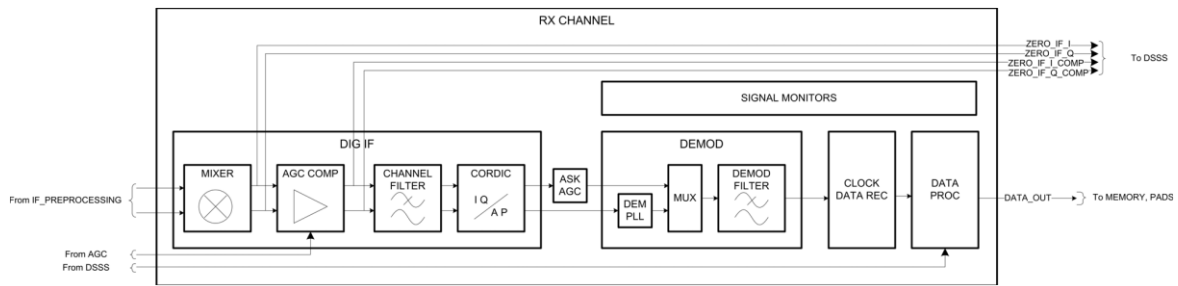 RX CHANNEL
ZERO_IF_I
ZERO_IF_Q
ZERO_IF_I_COMP
ZERO_IF_Q_COMP
To DSSS
SIGNAL MONITORS
DIG IF
DEMOD
MIXER
AGC COMP
CHANNEL
FILTER
CORDIC
I Q
A P
ASK
AGC
DEM
PLL
MUX
DEMOD
FILTER
CLOCK
DATA REC
DATA
PROC
From IF_PREPROCESSING
DATA_OUT
To MEMORY, PADS
From AGC
From DSSS